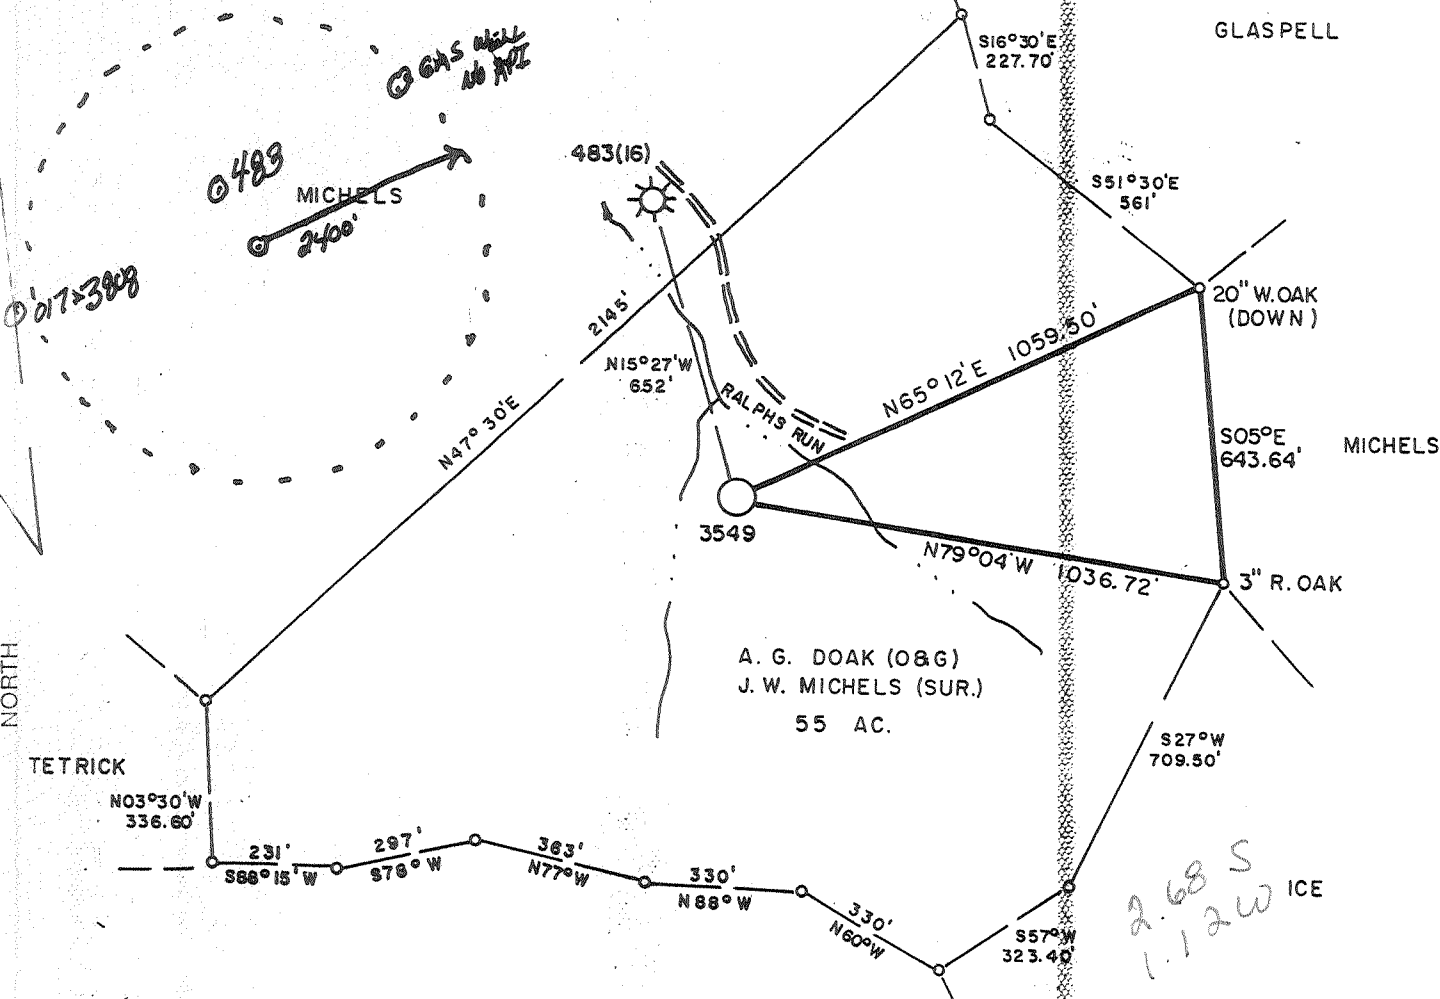 GLASPELL
S16°30'E
227.70'
GAS
No API
483
MICHELS
2400'
017-3808
483(16)
S51°30'E
561'
20" W.OAK
(DOWN)
2145'
N47°30'E
N15°27'W
652'
RALPHS RUN
N65°12'E 1059.50'
S05°E
643.64'
MICHELS
3549
N79°04'W 1036.72'
3" R. OAK
A. G. DOAK (O&G)
J. W. MICHELS (SUR.)
55 AC.
NORTH
TETRICK
N03°30'W
336.60'
231'
S88°15'W
297'
S78°W
363'
N77°W
330'
N88°W
330'
N60°W
S57°W
323.40'
S27°W
709.50'
ICE
2.68 S
1.12 W